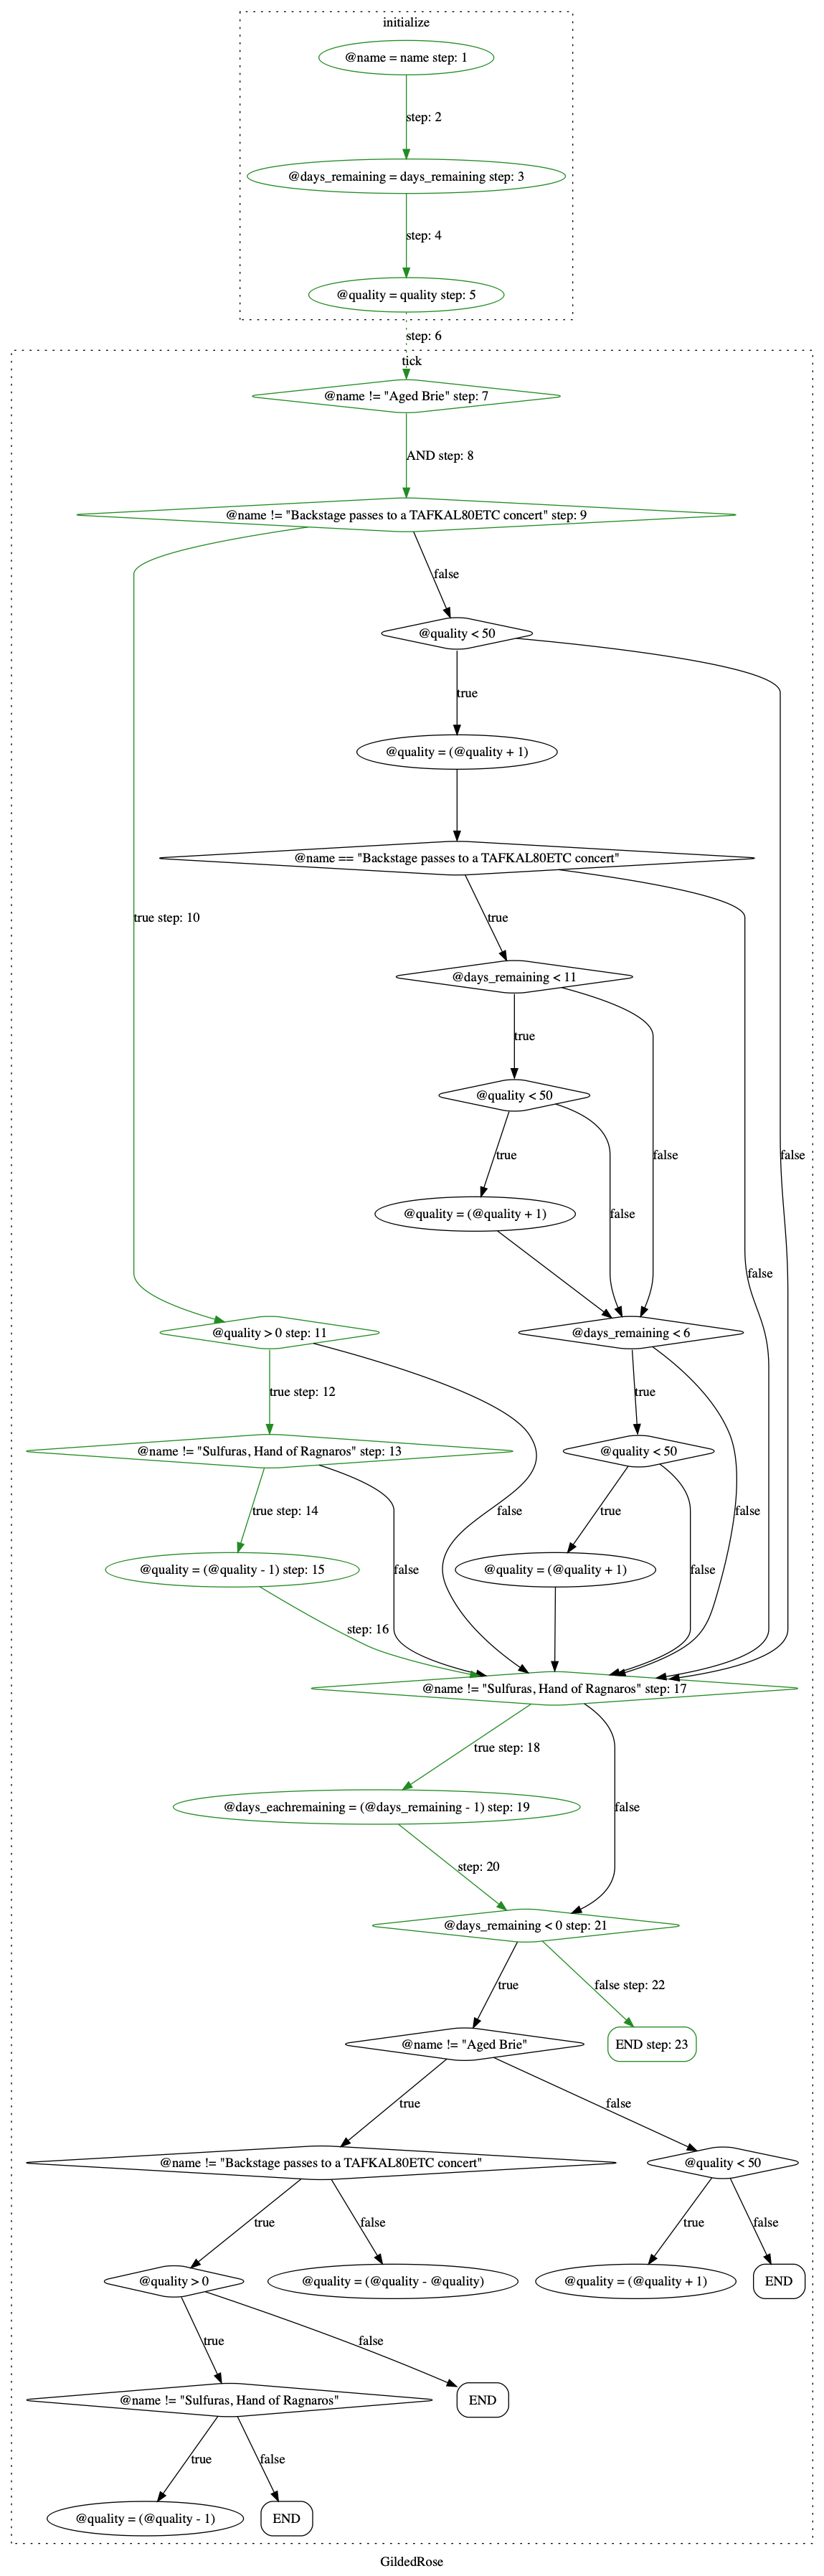 initialize
@name = name step: 1
step: 2
@days_remaining = days_remaining step: 3
step: 4
@quality = quality step: 5
step: 6
tick
@name != "Aged Brie" step: 7
AND step: 8
@name != "Backstage passes to a TAFKAL80ETC concert" step: 9
false
@quality < 50
true
@quality = (@quality + 1)
@name == "Backstage passes to a TAFKAL80ETC concert"
true step: 10
true
false
@days_remaining < 11
true
@quality < 50
true
false
false
false
@quality = (@quality + 1)
false
@quality > 0 step: 11
@days_remaining < 6
true step: 12
true
@name != "Sulfuras, Hand of Ragnaros" step: 13
@quality < 50
true step: 14
false
true
false
@quality = (@quality - 1) step: 15
false
@quality = (@quality + 1)
false
step: 16
@name != "Sulfuras, Hand of Ragnaros" step: 17
true step: 18
@days_eachremaining = (@days_remaining - 1) step: 19
false
step: 20
@days_remaining < 0 step: 21
true
false step: 22
@name != "Aged Brie"
END step: 23
true
false
@name != "Backstage passes to a TAFKAL80ETC concert"
@quality < 50
true
false
true
false
@quality > 0
@quality = (@quality - @quality)
@quality = (@quality + 1)
END
true
false
@name != "Sulfuras, Hand of Ragnaros"
END
true
false
@quality = (@quality - 1)
END
GildedRose